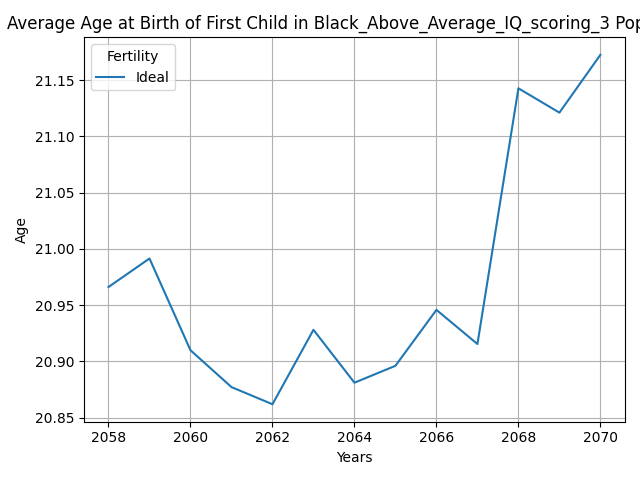 Average Age at Birth of First Child in Black_Above_Average_IQ_scoring_3 Pop
Fertility
Ideal
21.15
21.10
21.05
21.00
20.95
20.90
20.85
Age
2058 2060 2062 2064 2066 2068 2070
Years